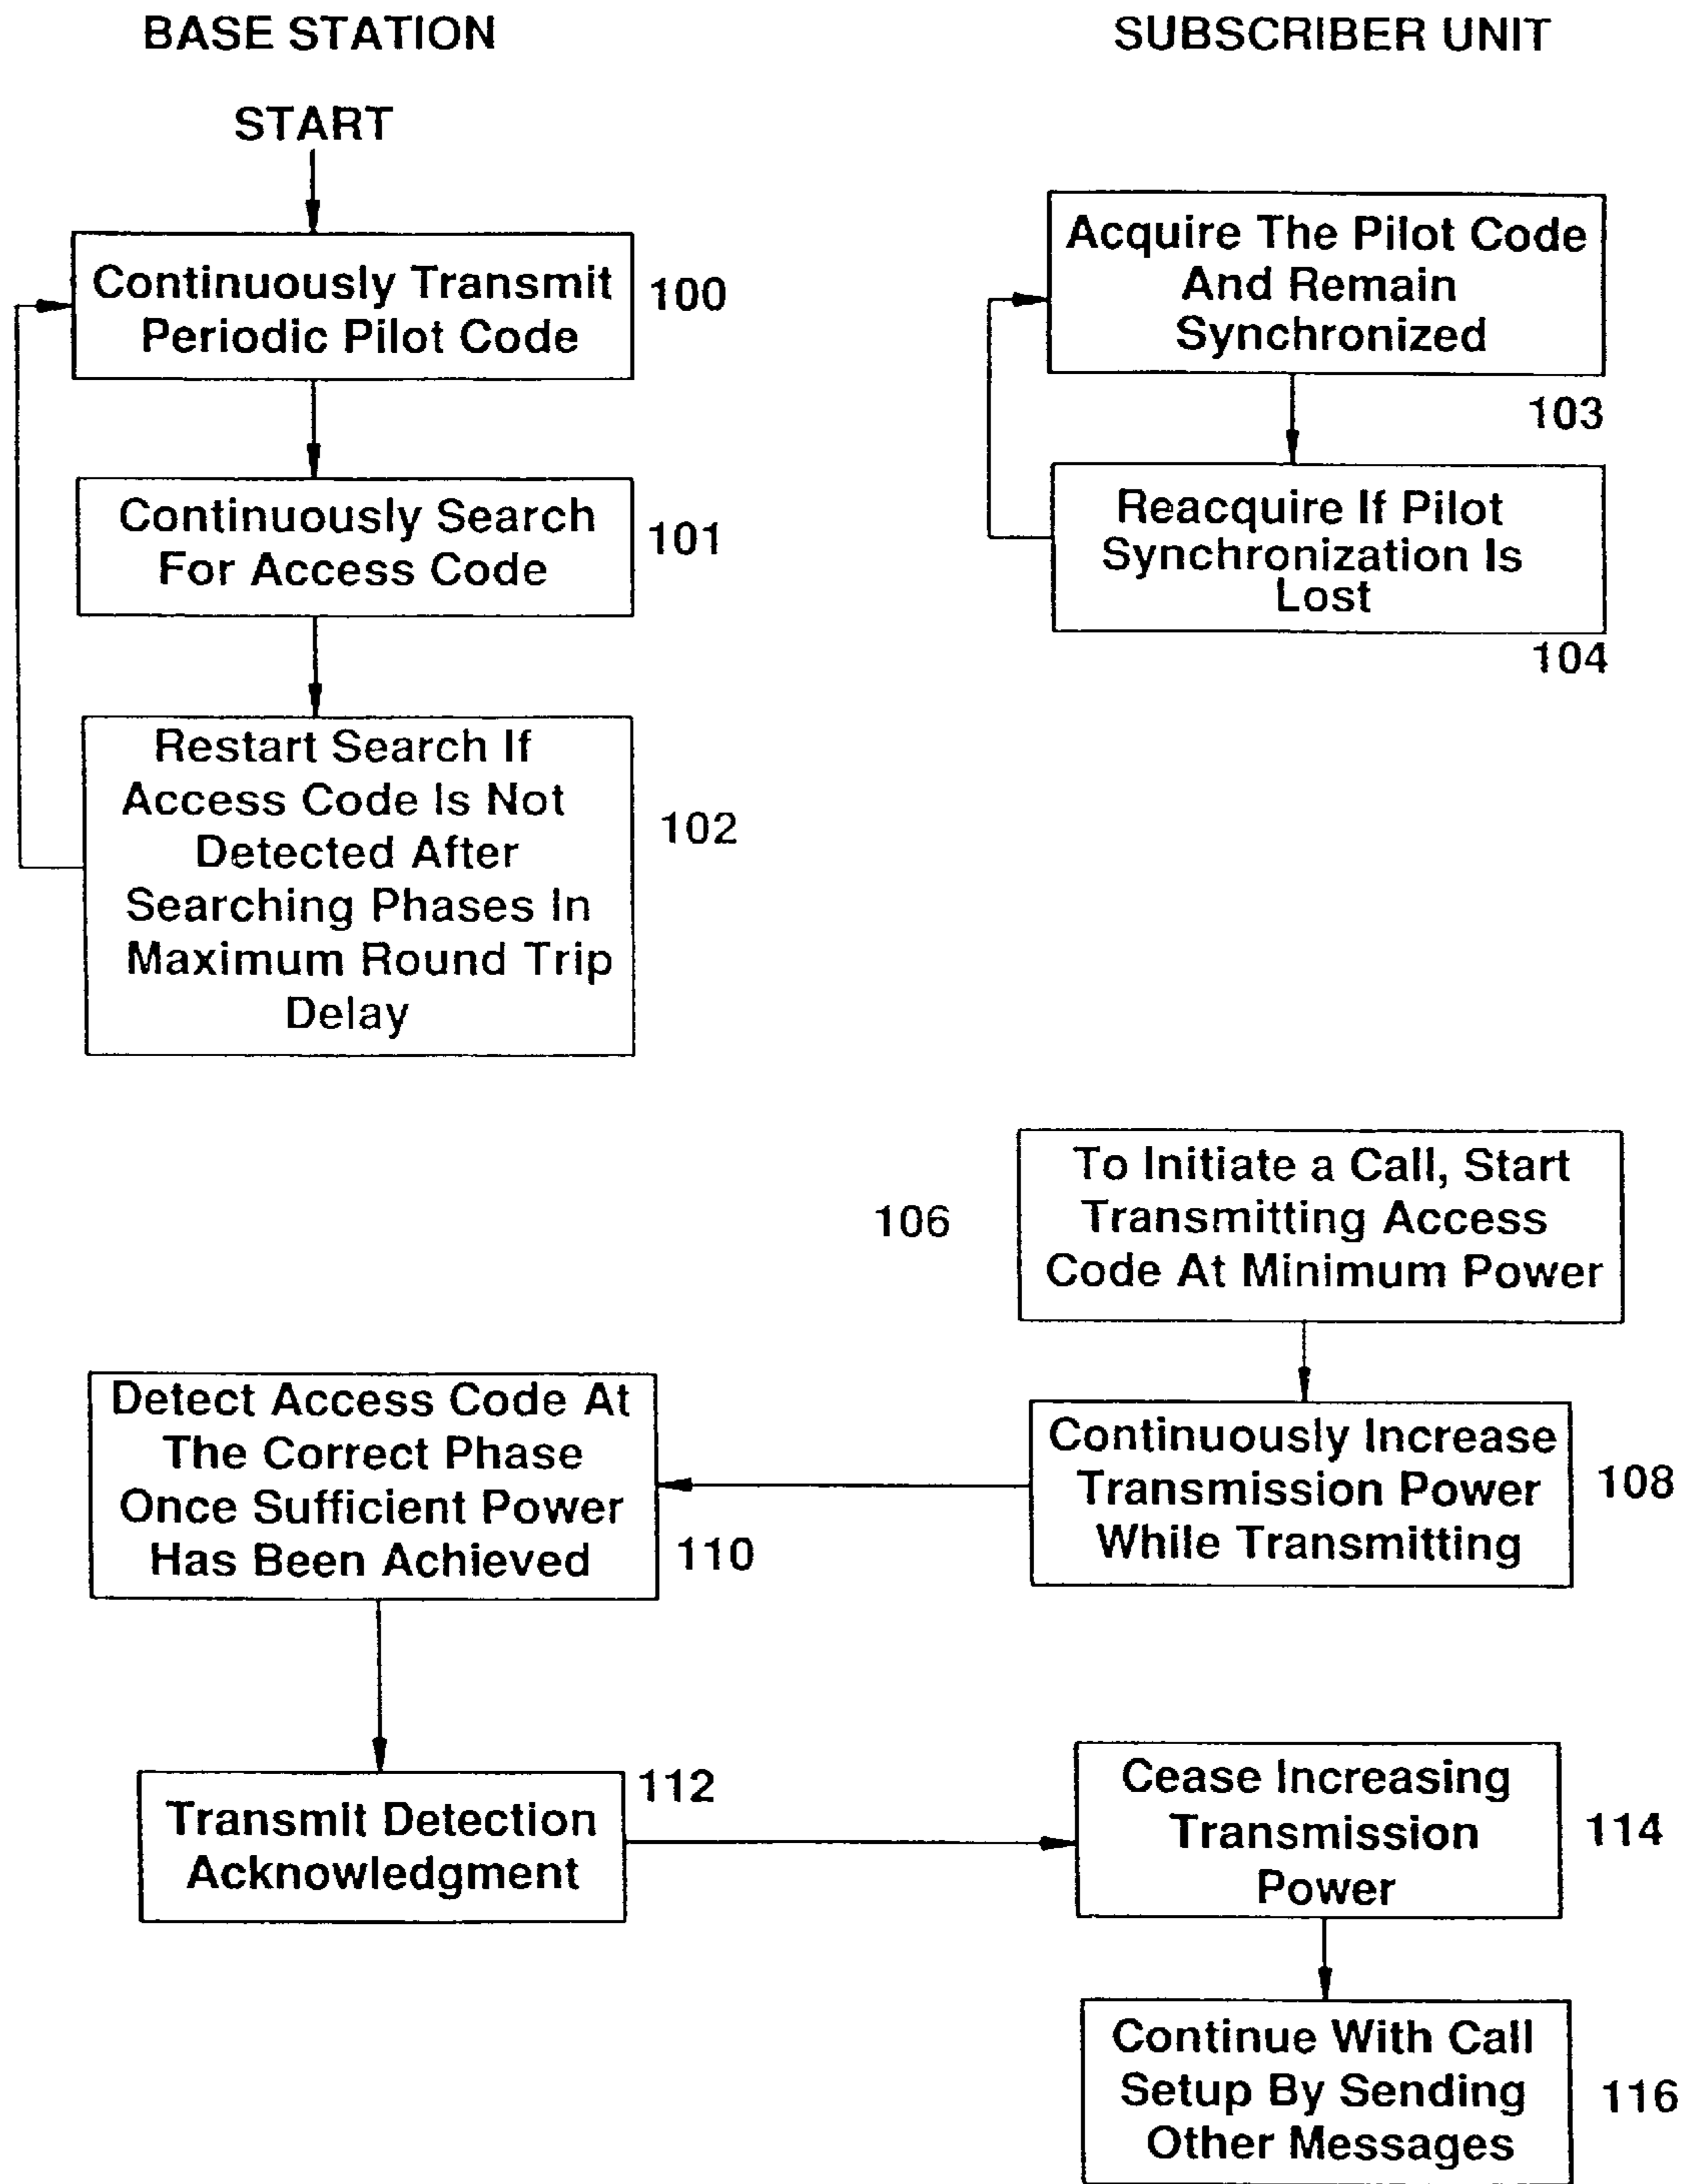 BASE STATION
START
Continuously Transmit
Periodic Pilot Code
100
Continuously Search
For Access Code
101
Restart Search If
Access Code Is Not
Detected After
Searching Phases In
Maximum Round Trip
Delay
102
SUBSCRIBER UNIT
Acquire The Pilot Code
And Remain
Synchronized
103
Reacquire If Pilot
Synchronization Is
Lost
104
106
To Initiate a Call, Start
Transmitting Access
Code At Minimum Power
Continuously Increase
Transmission Power
While Transmitting
108
Detect Access Code At
The Correct Phase
Once Sufficient Power
Has Been Achieved
110
Transmit Detection
Acknowledgment
112
Cease Increasing
Transmission
Power
114
Continue With Call
Setup By Sending
Other Messages
116